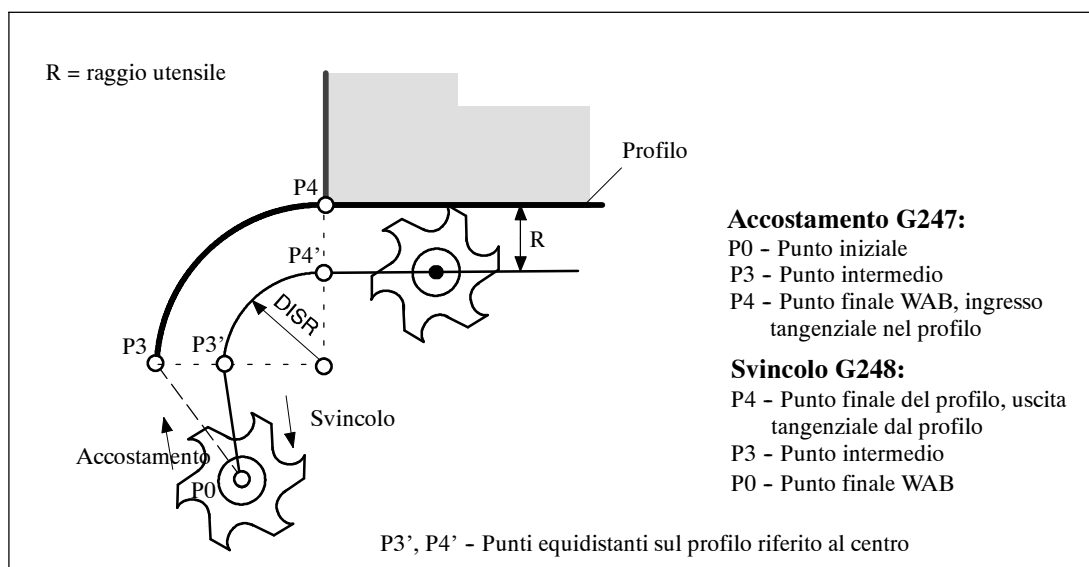 R = raggio utensile
Profilo
P4
R
P4’
DISR
P3
P3’
Svincolo
Accostamento
P0
Accostamento G247:
P0 - Punto iniziale
P3 - Punto intermedio
P4 - Punto finale WAB, ingresso
tangenziale nel profilo
Svincolo G248:
P4 - Punto finale del profilo, uscita
tangenziale dal profilo
P3 - Punto intermedio
P0 - Punto finale WAB
P3’, P4’ - Punti equidistanti sul profilo riferito al centro